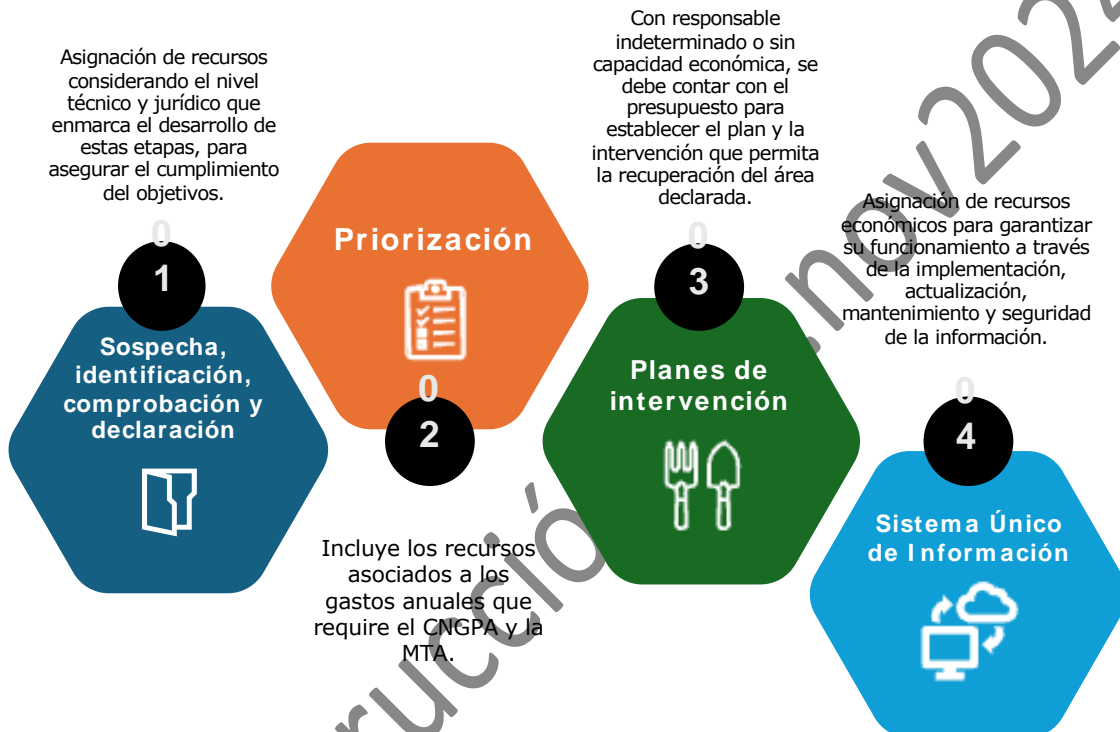 Asignación de recursos
considerando el nivel
técnico y jurídico que
enmarca el desarrollo de
estas etapas, para
asegurar el cumplimiento
del objetivos.
0
1
Sospecha,
identificación,
comprobación y
declaración
Priorización
0
2
Incluye los recursos
asociados a los
gastos anuales que
require el CNGPA y la
MTA.
Con responsable
indeterminado o sin
capacidad económica, se
debe contar con el
presupuesto para
establecer el plan y la
intervención que permita
la recuperación del área
declarada.
0
3
Planes de
intervención
Asignación de recursos
económicos para garantizar
su funcionamiento a través
de la implementación,
actualización,
mantenimiento y seguridad
de la información.
0
4
Sistema Único
de Información
rucció
.nov2024